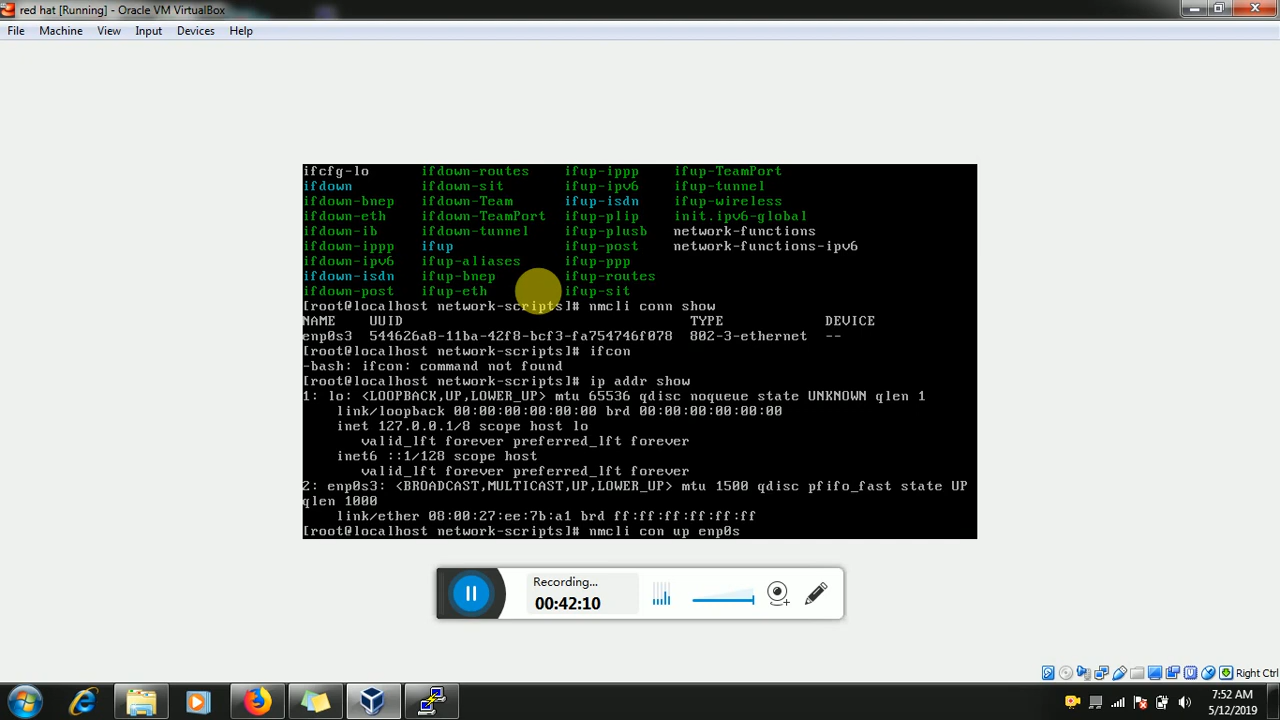 red hat [Running] - Oracle VM VirtualBox
File Machine View Input Devices Help
ifcfg-lo ifdown-routes ifup-ippp ifup-TeamPort
ifdown ifdown-sit ifup-ipv6 ifup-tunnel
ifdown-bnep ifdown-Team ifup-isdn ifup-wireless
ifdown-eth ifdown-TeamPort ifup-plip init.ipv6-global
ifdown-ib ifdown-tunnel ifup-plusb network-functions
ifdown-ippp ifup ifup-post network-functions-ipv6
ifdown-ipv6 ifup-aliases ifup-ppp
ifdown-isdn ifup-bnep ifup-routes
ifdown-post ifup-eth ifup-sit
[root@localhost network-scripts]# nmcli conn show
NAME UUID TYPE DEVICE
enp0s3 544626a8-11ba-42f8-bcf3-fa754746f078 802-3-ethernet --
[root@localhost network-scripts]# ifcon
-bash: ifcon: command not found
[root@localhost network-scripts]# ip addr show
1: lo: <LOOPBACK,UP,LOWER_UP> mtu 65536 qdisc noqueue state UNKNOWN qlen 1
link/loopback 00:00:00:00:00:00 brd 00:00:00:00:00:00
inet 127.0.0.1/8 scope host lo
valid_lft forever preferred_lft forever
inet6 ::1/128 scope host
valid_lft forever preferred_lft forever
2: enp0s3: <BROADCAST,MULTICAST,UP,LOWER_UP> mtu 1500 qdisc pfifo_fast state UP
qlen 1000
link/ether 08:00:27:ee:7b:a1 brd ff:ff:ff:ff:ff:ff
[root@localhost network-scripts]# nmcli con up enp0s
Recording...
00:42:10
Right Ctrl
7:52 AM
5/12/2019